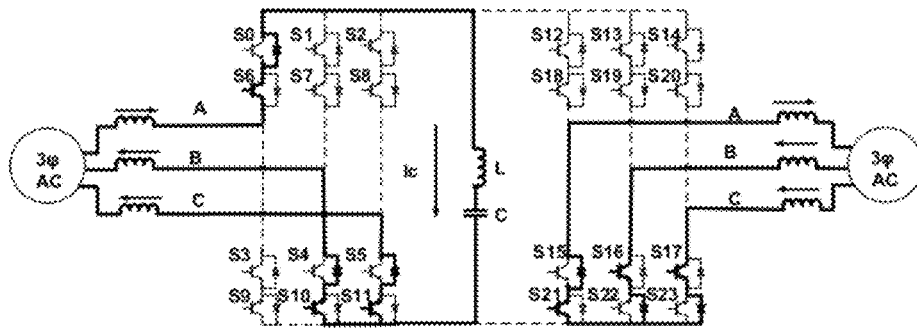 S0 S1 S2 S12 S13 S14
S6 S7 S8 S18 S19 S20
A A
3φ AC B Ic L B 3φ AC
C C C
S3 S4 S5 S15 S16 S17
S9 S10 S11 S21 S22 S23